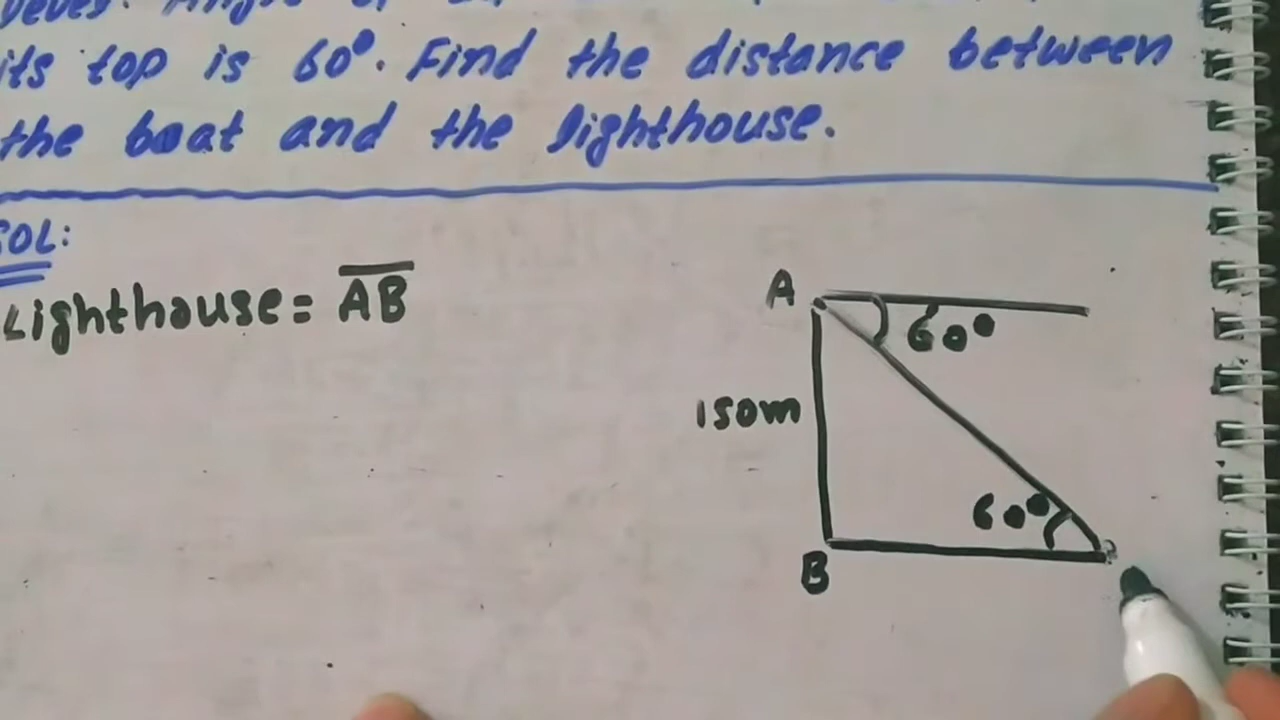 its top is 60°. Find the distance between
the boat and the lighthouse.
SOL:
Lighthouse = AB
A
60°
150m
60°
B